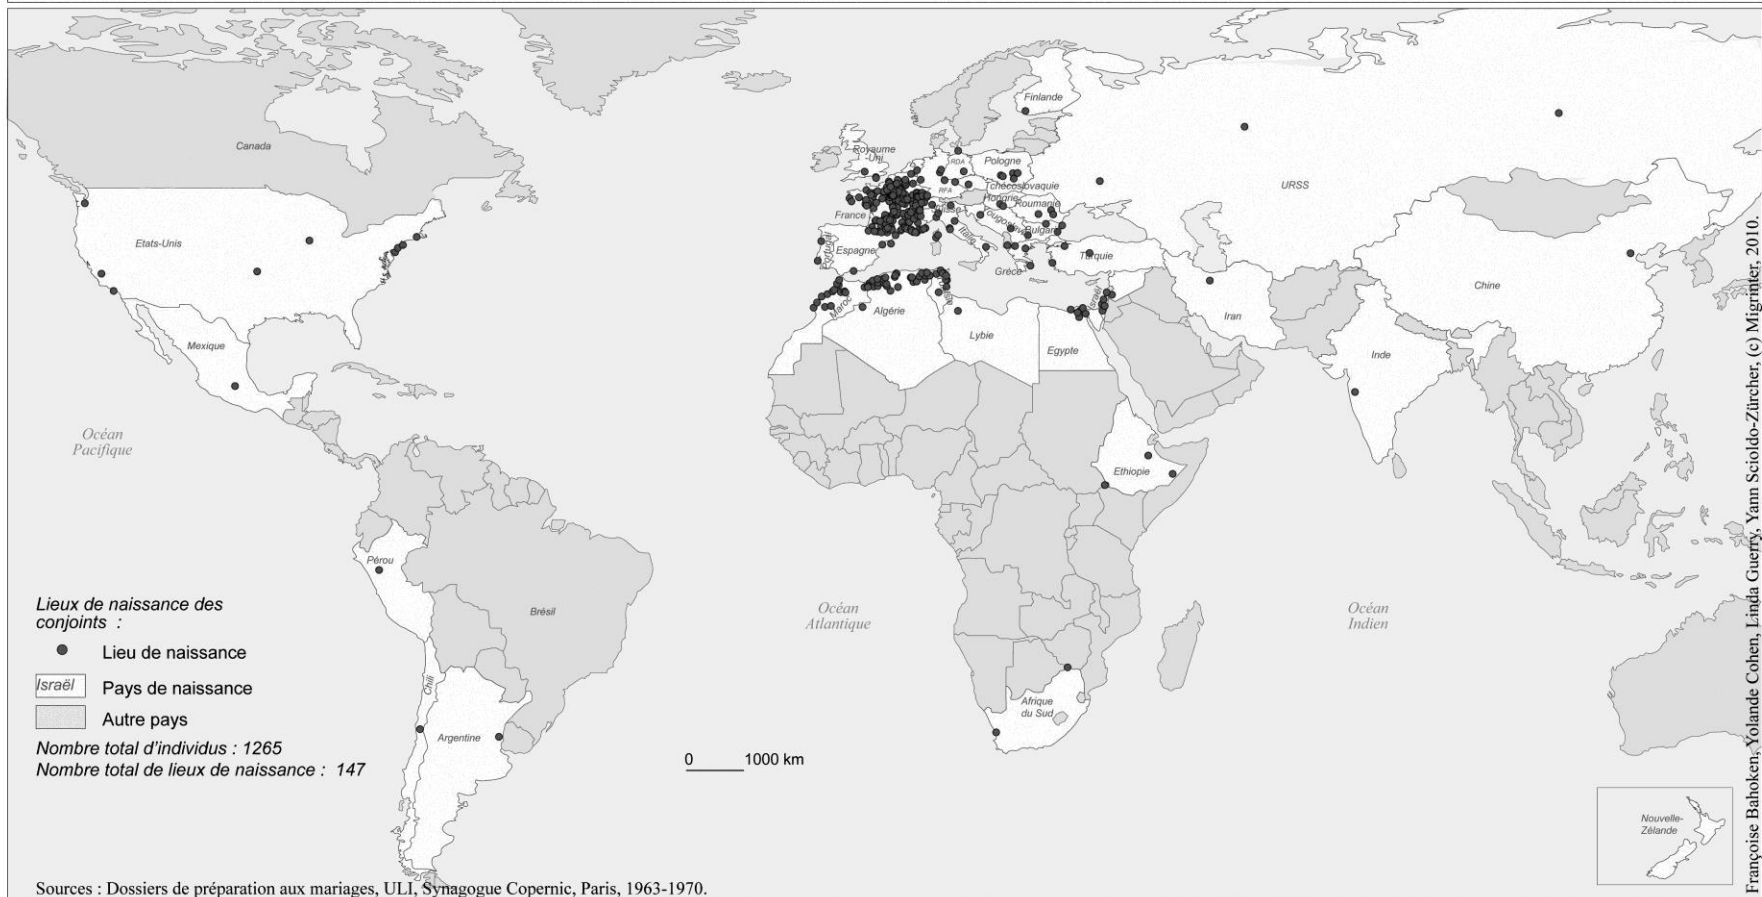 Canada
Etats-Unis
Mexique
Océan
Pacifique
Pérou
Brésil
Chili
Argentine
Océan
Atlantique
Océan
Indien
Finlande
Royaume
-Uni
RDA
Pologne
RFA
Tchécoslovaquie
Hongrie
Roumanie
France
Suisse
Italie
Portugal
Espagne
Grèce
Turquie
URSS
Chine
Iran
Inde
Israël
Maroc
Algérie
Lybie
Egypte
Ethiopie
Afrique
du Sud
Nouvelle-
Zélande
Lieux de naissance des
conjoints :
Lieu de naissance
Israël Pays de naissance
Autre pays
Nombre total d'individus : 1265
Nombre total de lieux de naissance : 147
0 1000 km
Sources : Dossiers de préparation aux mariages, ULI, Synagogue Copernic, Paris, 1963-1970.
Françoise Bahoken, Yolande Cohen, Linda Guerry, Yann Scioldo-Zürcher, (c) Migrinter, 2010.